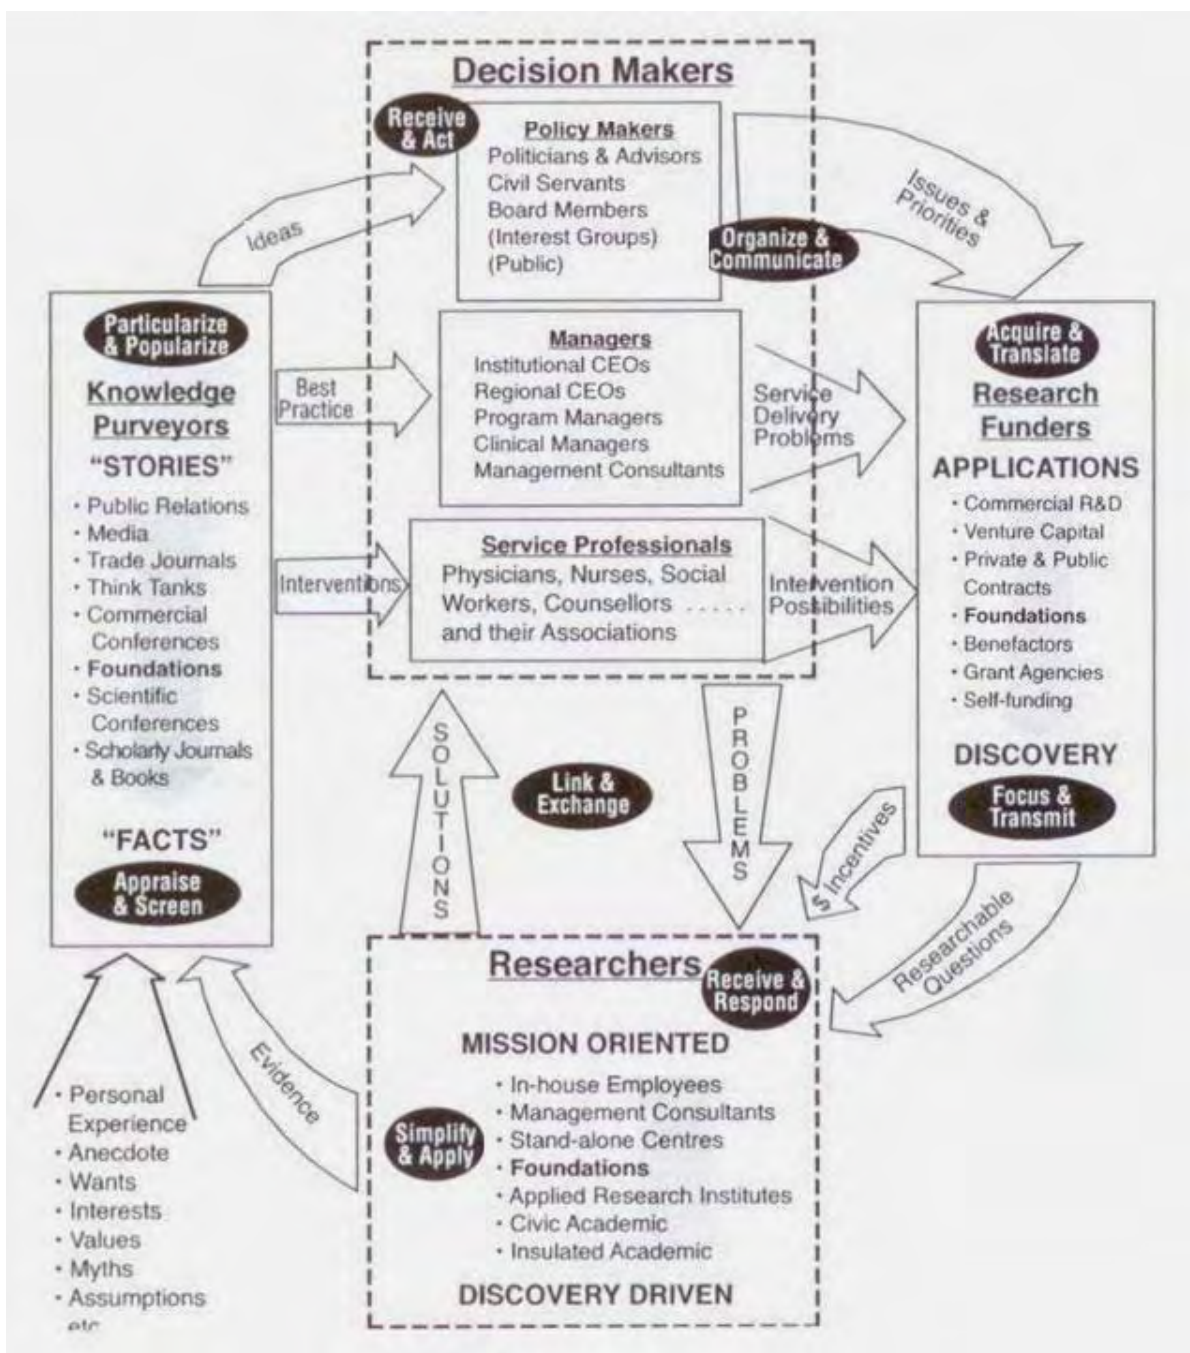 Decision Makers
Receive
& Act
Policy Makers
Politicians & Advisors
Civil Servants
Board Members
(Interest Groups)
(Public)
Organize &
Communicate
Ideas
Issues &
Priorities
Particularize
& Popularize
Knowledge
Purveyors
“STORIES”
· Public Relations
· Media
· Trade Journals
· Think Tanks
· Commercial
Conferences
· Foundations
· Scientific
Conferences
· Scholarly Journals
& Books
“FACTS”
Appraise
& Screen
Best
Practice
Interventions
Managers
Institutional CEOs
Regional CEOs
Program Managers
Clinical Managers
Management Consultants
Service
Delivery
Problems
Service Professionals
Physicians, Nurses, Social
Workers, Counsellors .....
and their Associations
Intervention
Possibilities
Acquire &
Translate
Research
Funders
APPLICATIONS
· Commercial R&D
· Venture Capital
· Private & Public
Contracts
· Foundations
· Benefactors
· Grant Agencies
· Self-funding
DISCOVERY
Focus &
Transmit
SOLUTIONS
Link &
Exchange
PROBLEMS
$ Incentives
Researchable
Questions
Researchers
Receive &
Respond
MISSION ORIENTED
· In-house Employees
· Management Consultants
· Stand-alone Centres
· Foundations
· Applied Research Institutes
· Civic Academic
· Insulated Academic
Simplify
& Apply
DISCOVERY DRIVEN
Evidence
· Personal
Experience
· Anecdote
· Wants
· Interests
· Values
· Myths
· Assumptions
etc